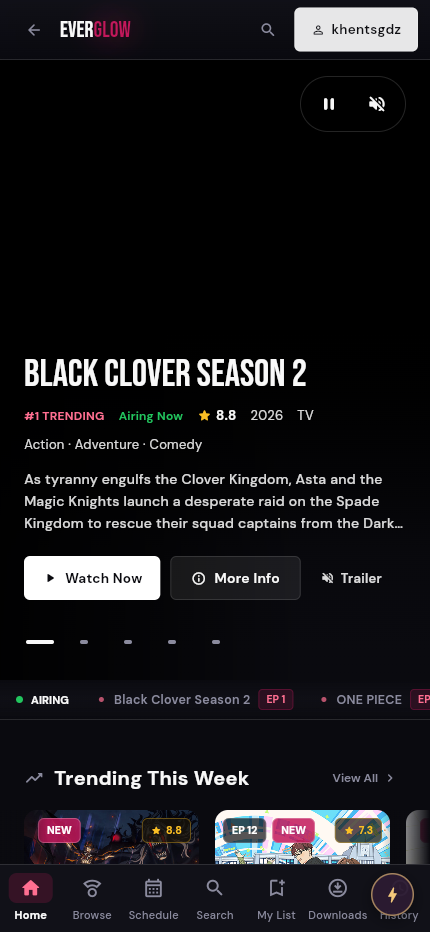 EVERGLOW
khentsgdz
BLACK CLOVER SEASON 2
#1 TRENDING Airing Now 8.8 2026 TV
Action · Adventure · Comedy
As tyranny engulfs the Clover Kingdom, Asta and the
Magic Knights launch a desperate raid on the Spade
Kingdom to rescue their squad captains from the Dark...
Watch Now More Info Trailer
AIRING Black Clover Season 2 EP 1 ONE PIECE EP
Trending This Week View All
NEW 8.8 EP 12 NEW 7.3
Home Browse Schedule Search My List Downloads History